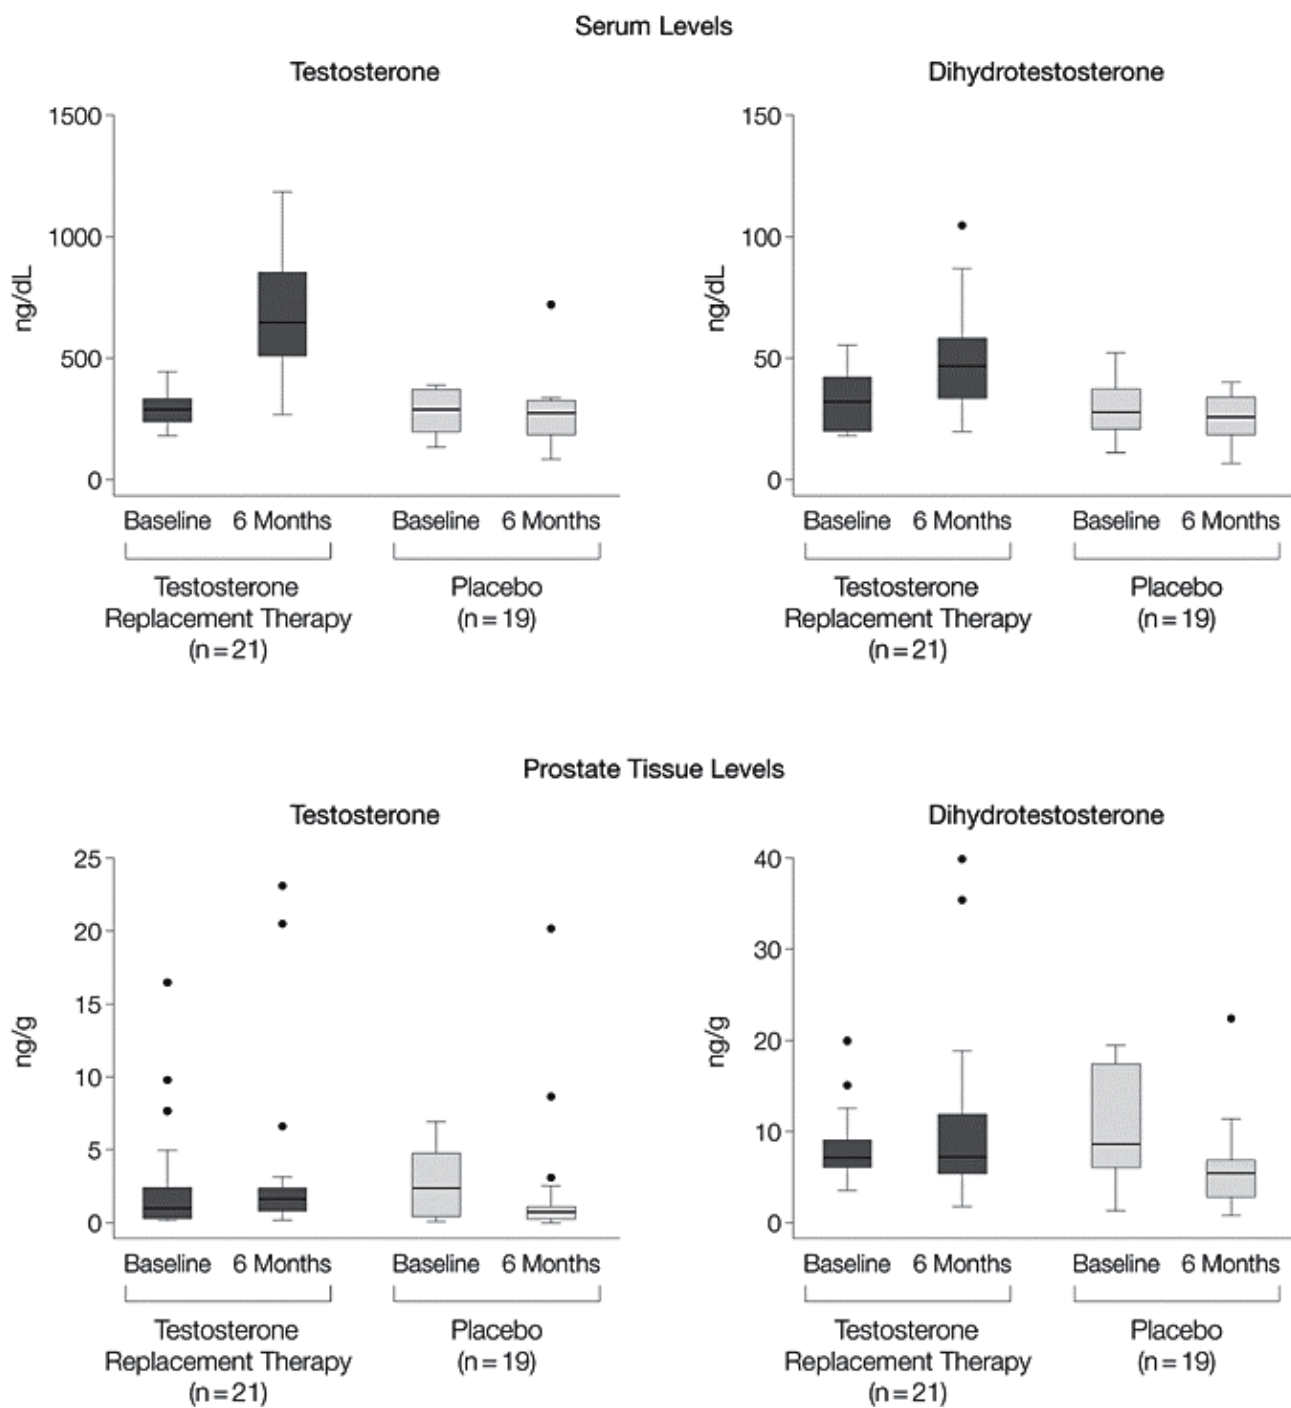 Serum Levels
Testosterone
1500
1000
500
0
ng/dL
Baseline 6 Months Baseline 6 Months
Testosterone
Replacement Therapy
(n=21)
Placebo
(n=19)
Dihydrotestosterone
150
100
50
0
ng/dL
Baseline 6 Months Baseline 6 Months
Testosterone
Replacement Therapy
(n=21)
Placebo
(n=19)
Prostate Tissue Levels
Testosterone
25
20
15
10
5
0
ng/g
Baseline 6 Months Baseline 6 Months
Testosterone
Replacement Therapy
(n=21)
Placebo
(n=19)
Dihydrotestosterone
40
30
20
10
0
ng/g
Baseline 6 Months Baseline 6 Months
Testosterone
Replacement Therapy
(n=21)
Placebo
(n=19)